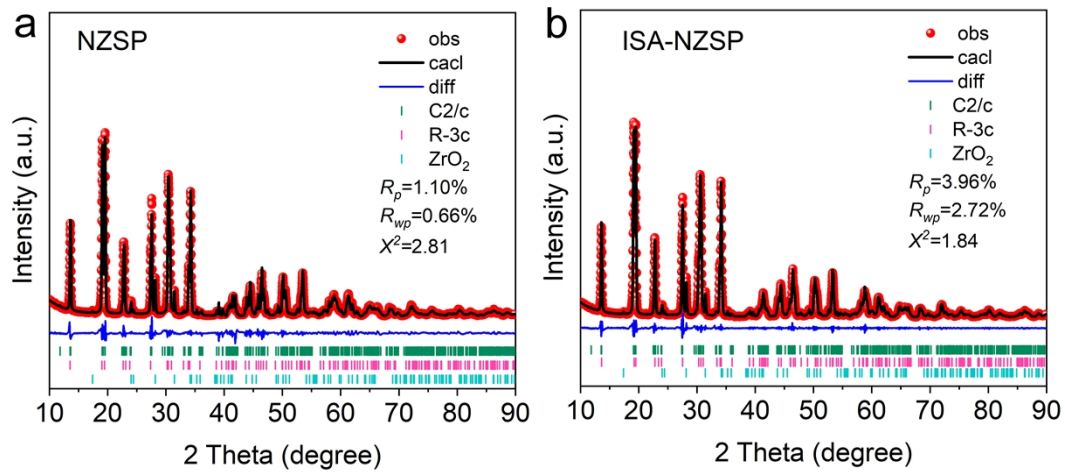 a
NZSP
obs
cacl
diff
C2/c
R-3c
ZrO₂
Rₚ=1.10%
R_wp=0.66%
X²=2.81
Intensity (a.u.)
10 20 30 40 50 60 70 80 90
2 Theta (degree)
b
ISA-NZSP
obs
cacl
diff
C2/c
R-3c
ZrO₂
Rₚ=3.96%
R_wp=2.72%
X²=1.84
Intensity (a.u.)
10 20 30 40 50 60 70 80 90
2 Theta (degree)